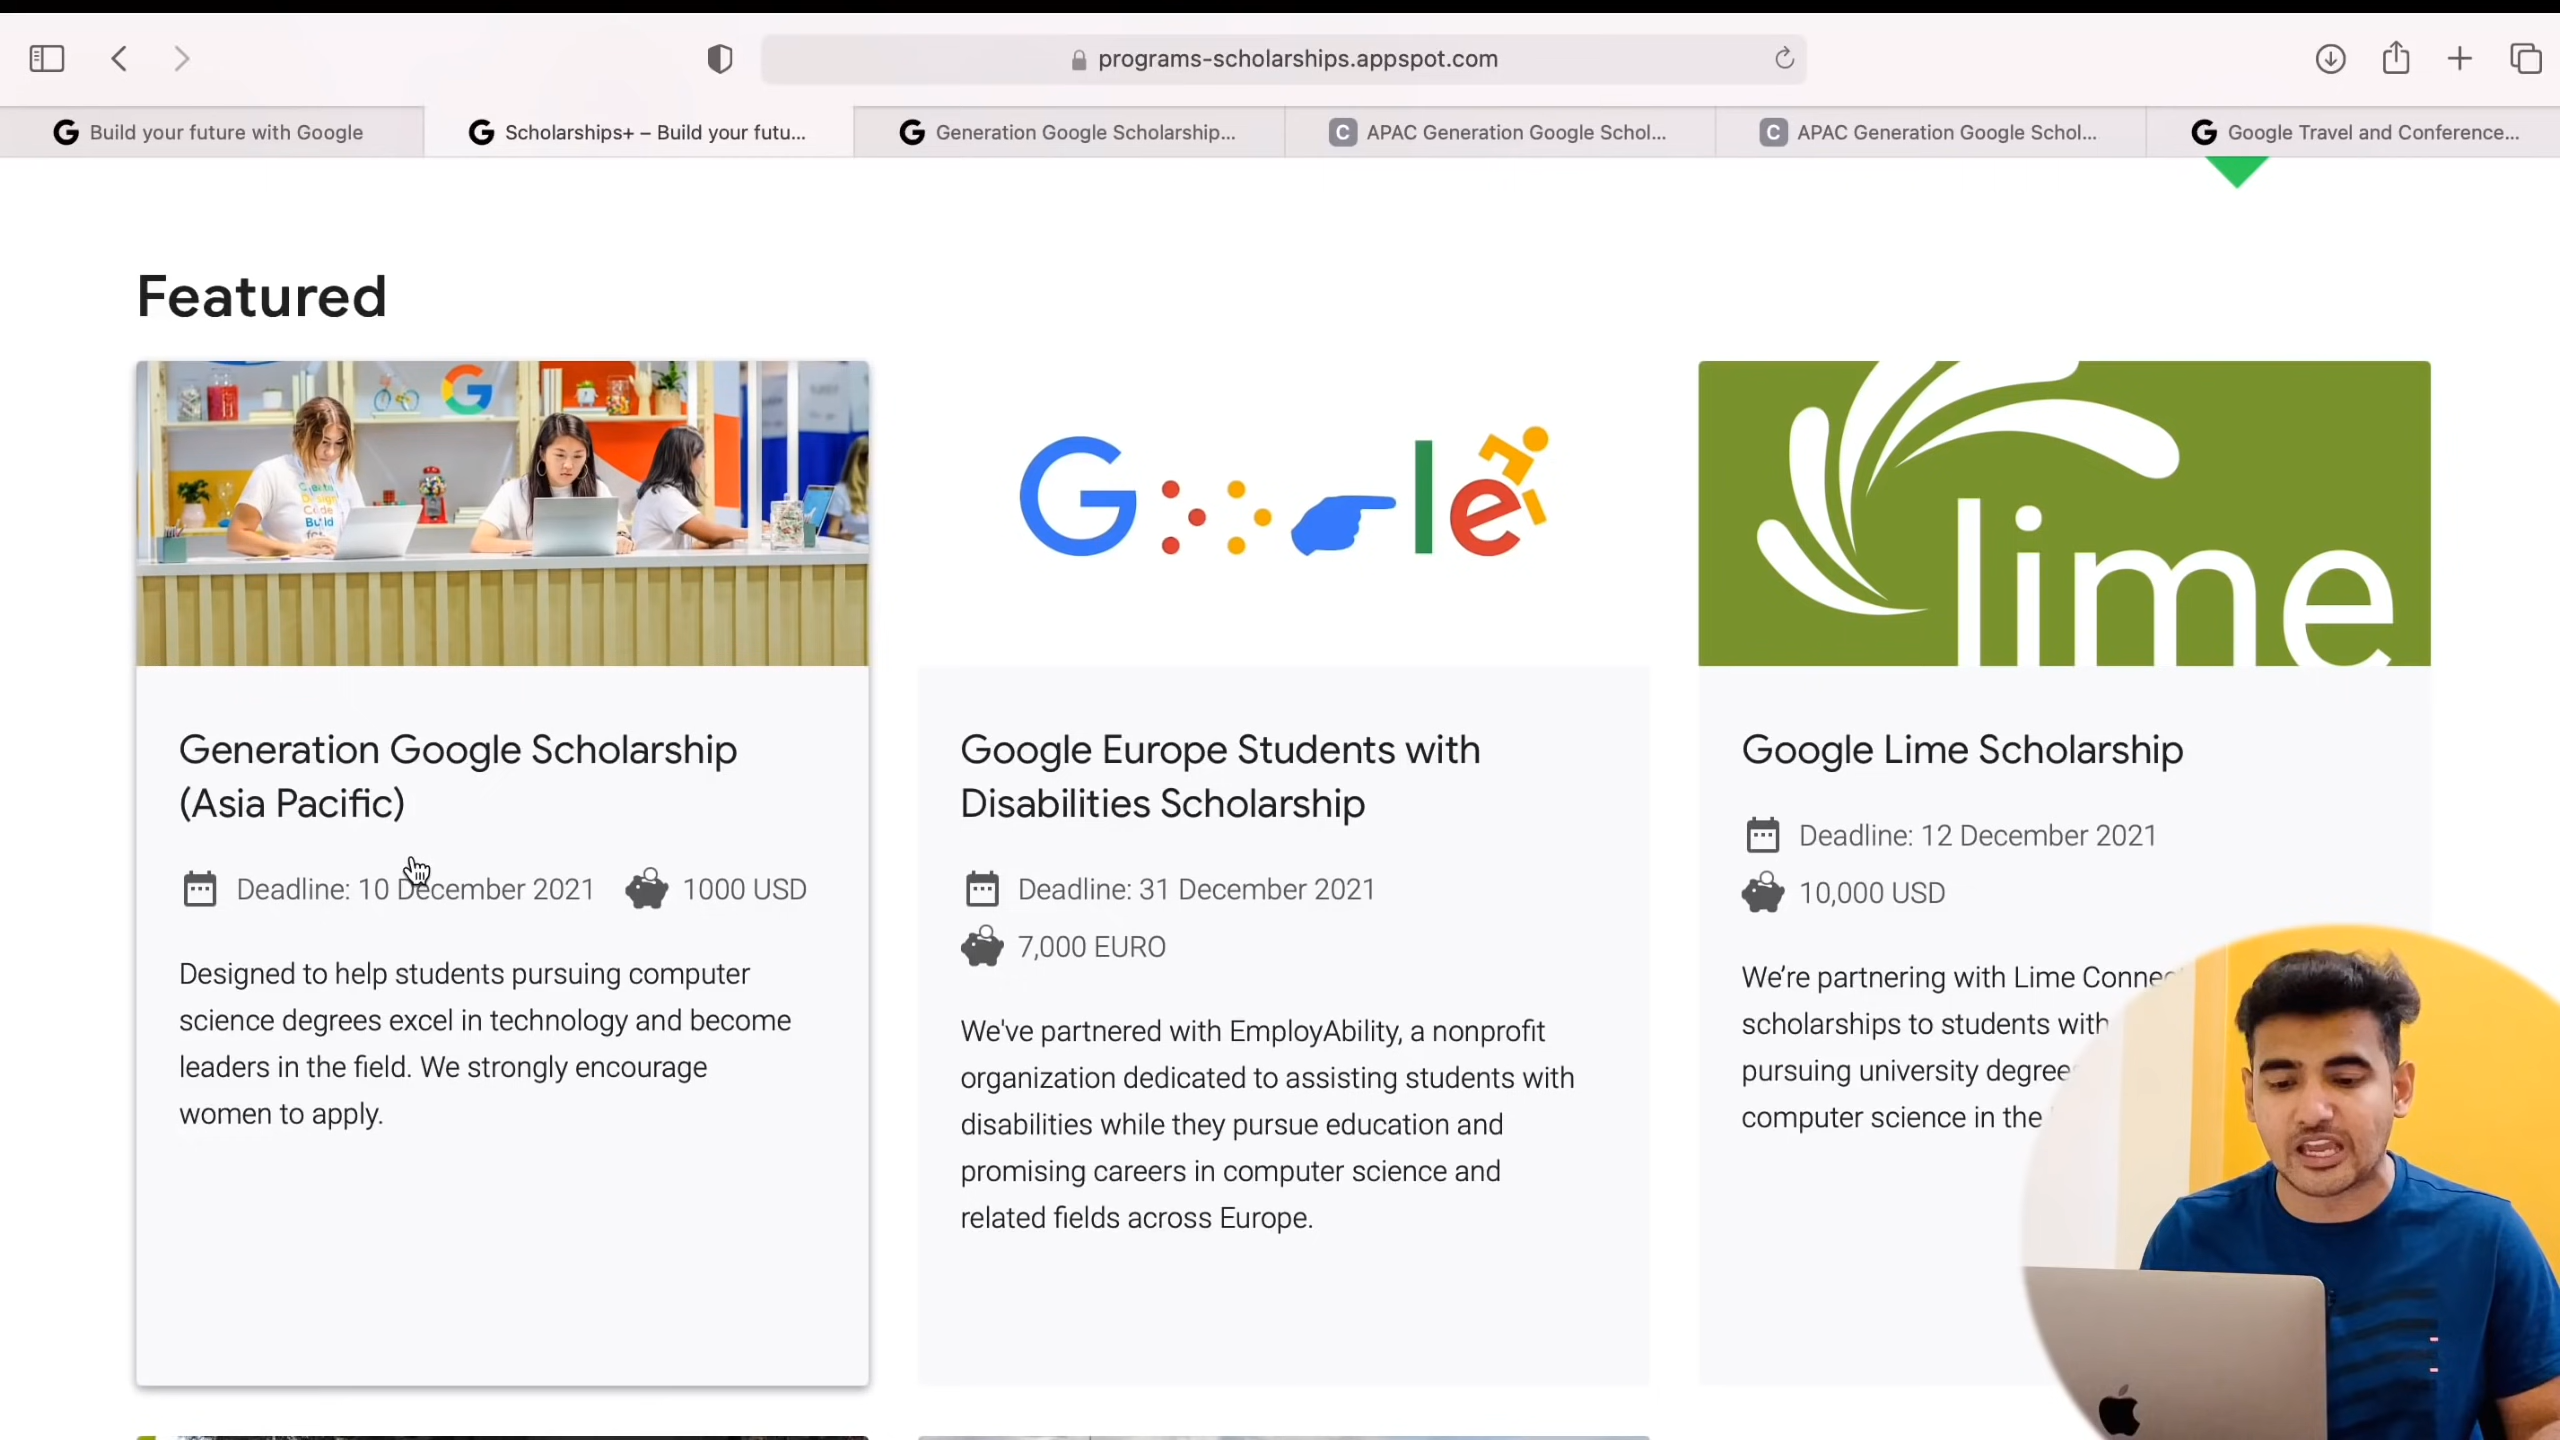 programs-scholarships.appspot.com
Build your future with Google
Scholarships+ – Build your futu...
Generation Google Scholarship...
C APAC Generation Google Schol...
C APAC Generation Google Schol...
Google Travel and Conference...
Featured
Google
lime
Create
Design
Code
Build
Generation Google Scholarship
(Asia Pacific)
Deadline: 10 December 2021 1000 USD
Designed to help students pursuing computer
science degrees excel in technology and become
leaders in the field. We strongly encourage
women to apply.
Google Europe Students with
Disabilities Scholarship
Deadline: 31 December 2021
7,000 EURO
We've partnered with EmployAbility, a nonprofit
organization dedicated to assisting students with
disabilities while they pursue education and
promising careers in computer science and
related fields across Europe.
Google Lime Scholarship
Deadline: 12 December 2021
10,000 USD
We're partnering with Lime
scholarships to students with
pursuing university
computer science in the